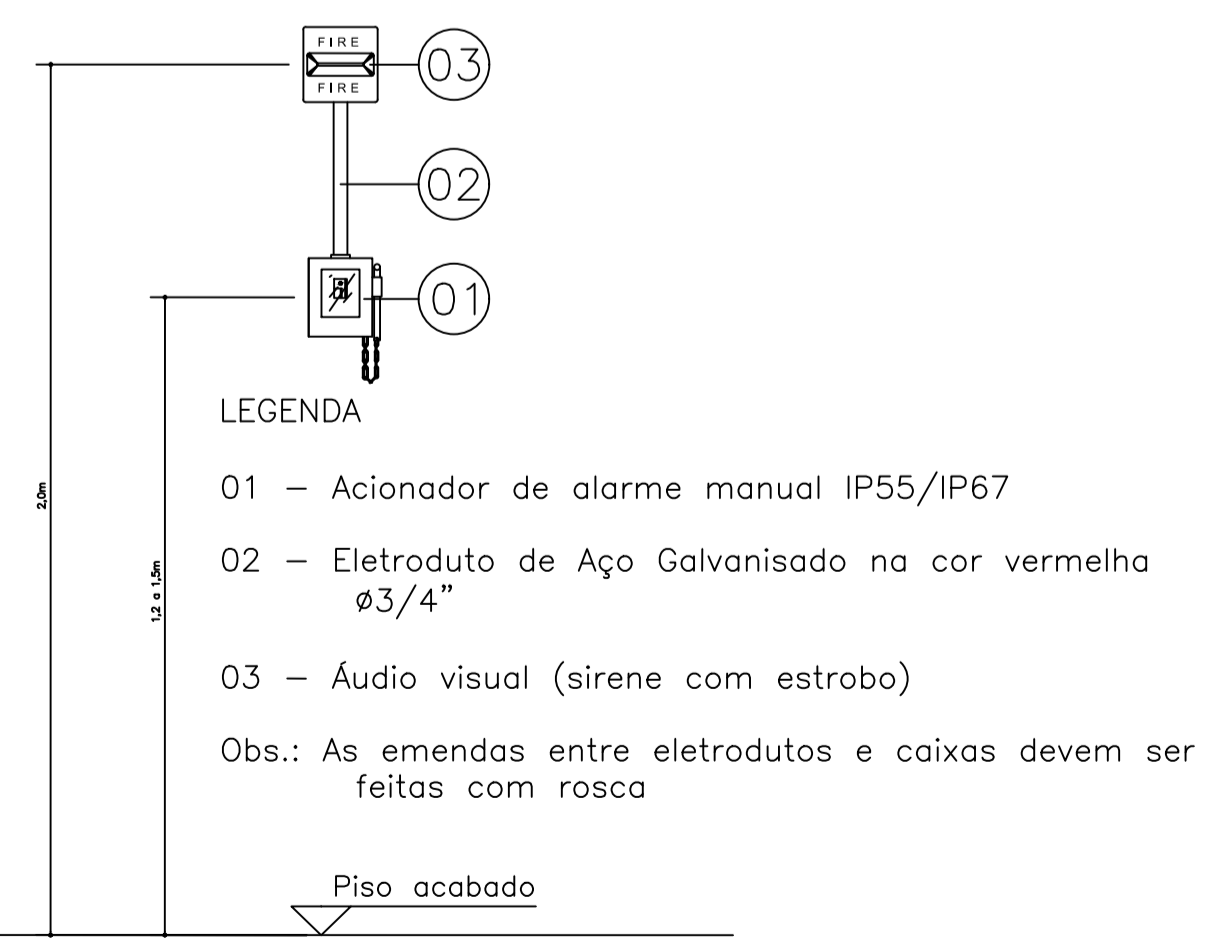 FIRE
FIRE
03
02
01
2,0m
1,2 a 1,5m
LEGENDA
01 – Acionador de alarme manual IP55/IP67
02 – Eletroduto de Aço Galvanisado na cor vermelha
ø3/4”
03 – Áudio visual (sirene com estrobo)
Obs.: As emendas entre eletrodutos e caixas devem ser
feitas com rosca
Piso acabado